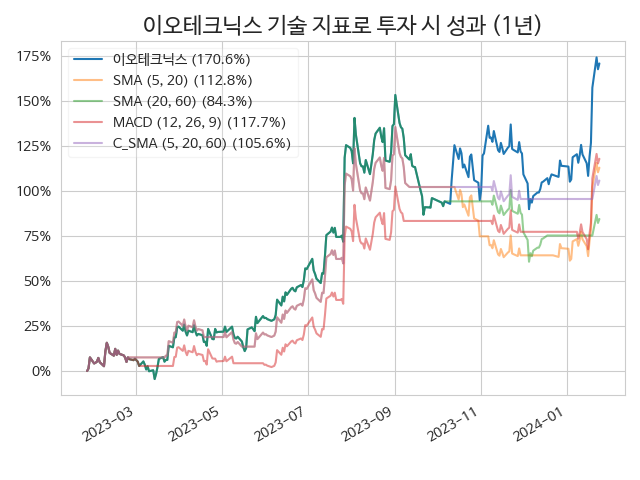 이오테크닉스 기술 지표로 투자 시 성과 (1년)
이오테크닉스 (170.6%)
SMA (5, 20) (112.8%)
SMA (20, 60) (84.3%)
MACD (12, 26, 9) (117.7%)
C_SMA (5, 20, 60) (105.6%)
175%
150%
125%
100%
75%
50%
25%
0%
2023-03
2023-05
2023-07
2023-09
2023-11
2024-01